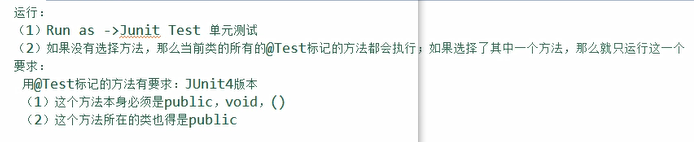 运行：
（1）Run as ->Junit Test 单元测试
（2）如果没有选择方法，那么当前类的所有的@Test标记的方法都会执行；如果选择了其中一个方法，那么就只运行这一个
要求：
用@Test标记的方法有要求：JUnit4版本
（1）这个方法本身必须是public，void，()
（2）这个方法所在的类也得是public